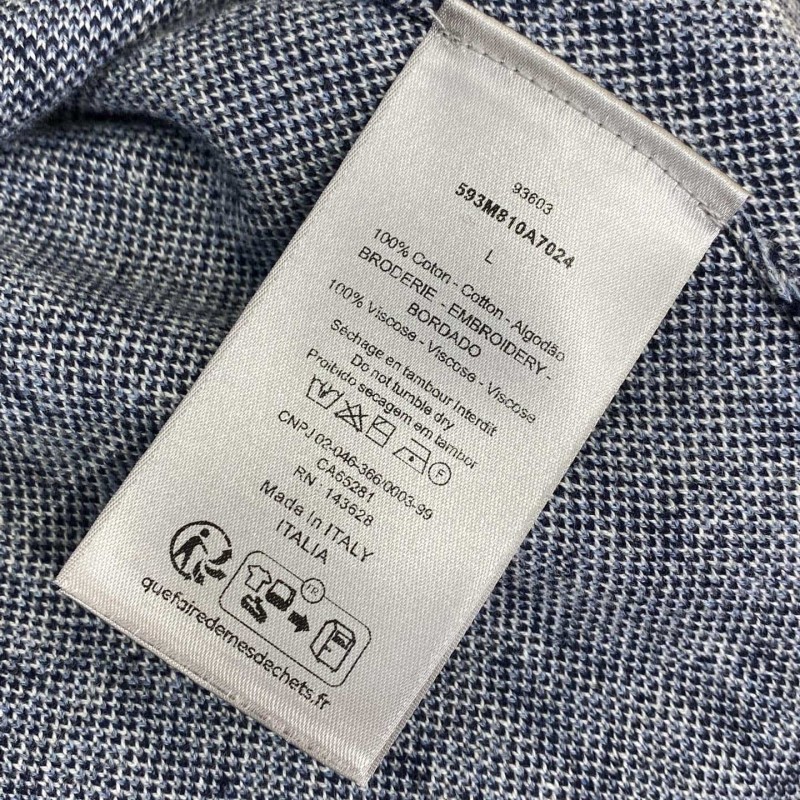 93603
593M810A7024
L
100% Coton - Cotton - Algodão
BRODERIE - EMBROIDERY -
BORDADO
100% Viscose - Viscose - Viscose
Séchage en tambour interdit
Do not tumble dry
Proibido secagem em tambor
F
CNPJ 02-046-366/0003-99
CA65281
RN 143628
Made in ITALY
ITALIA
FR
quefairedemesdechets.fr